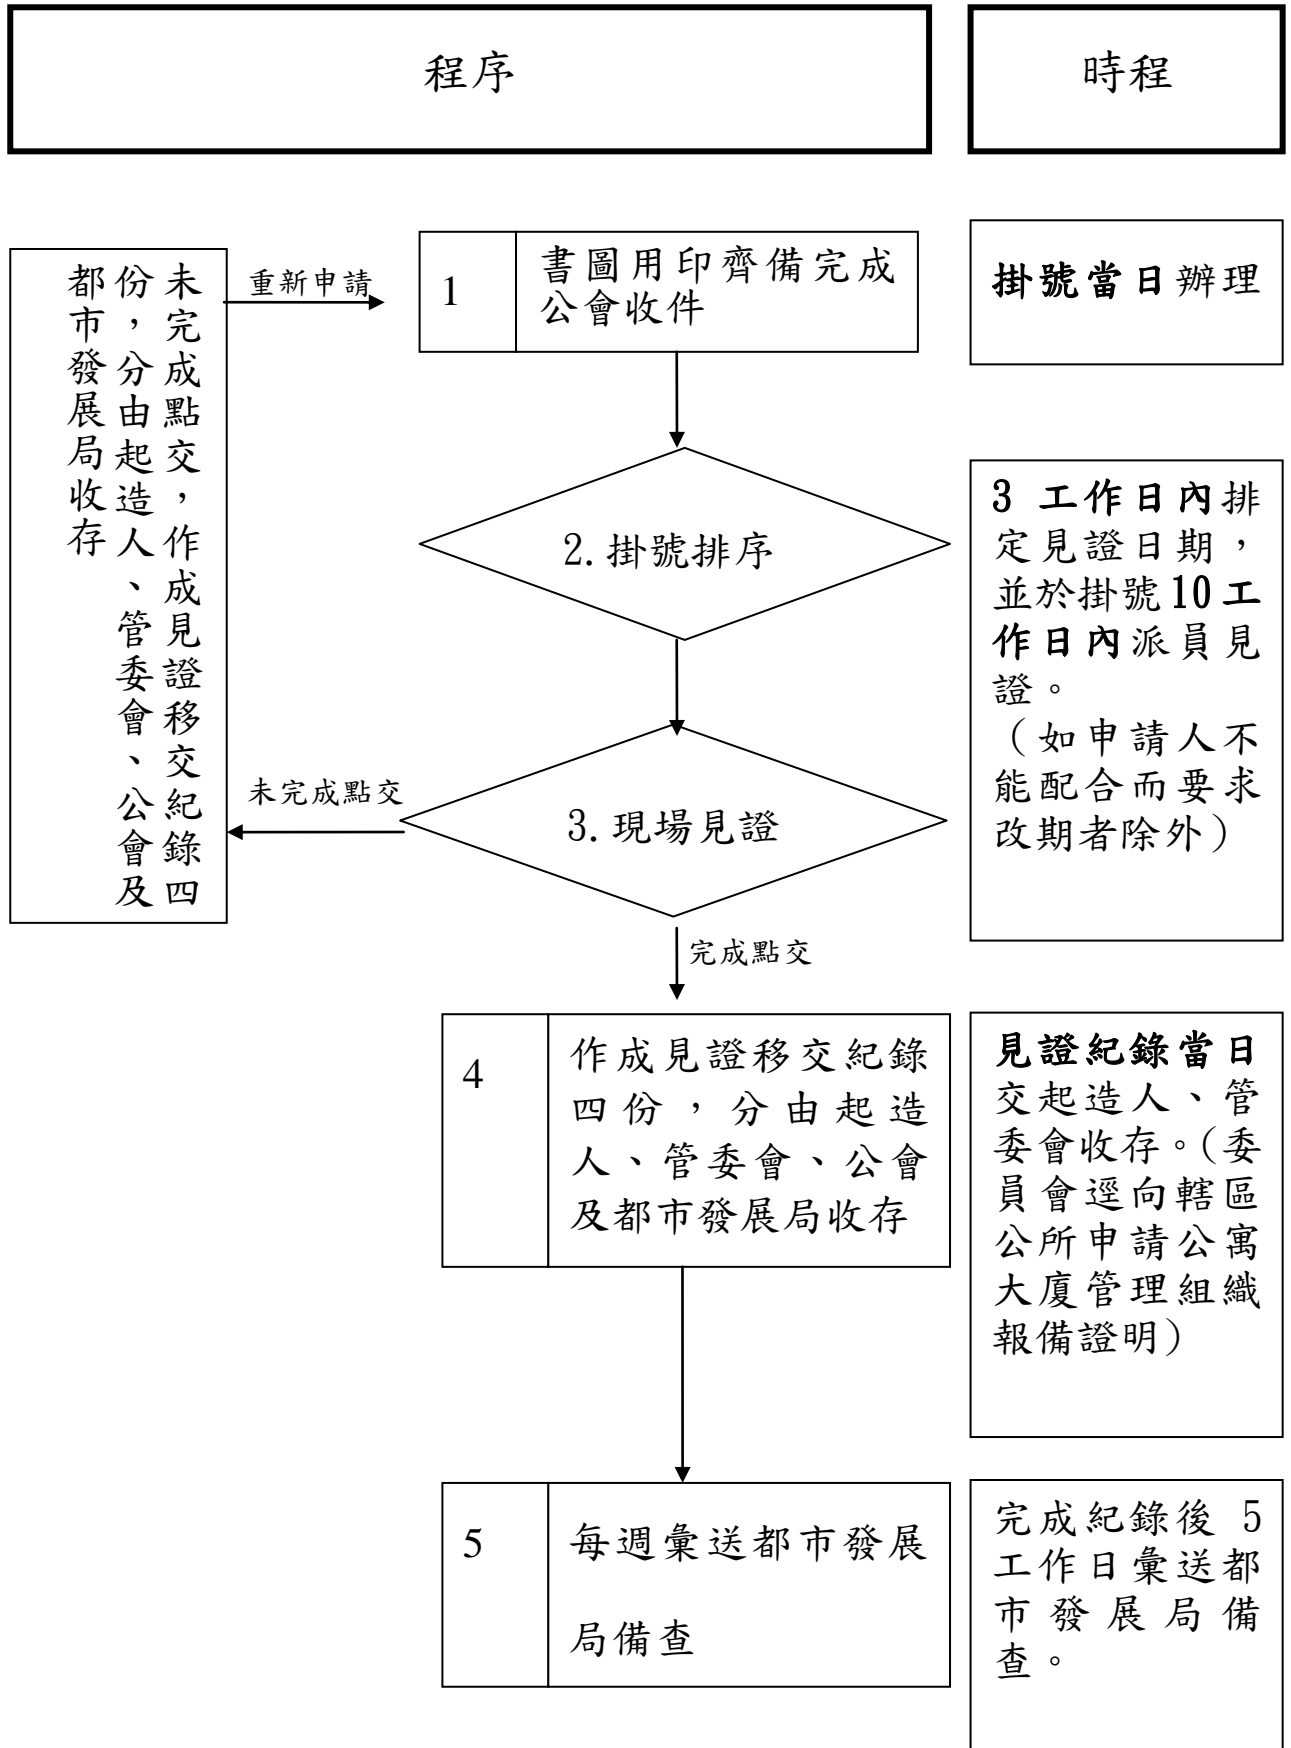 程序
時程
未完成點交，作成見證移交紀錄四
份，分由起造人、管委會、公會及
都市發展局收存
重新申請
1
書圖用印齊備完成
公會收件
掛號當日辦理
2.掛號排序
3 工作日內排
定見證日期，
並於掛號10工
作日內派員見
證。
（如申請人不
能配合而要求
改期者除外）
未完成點交
3.現場見證
完成點交
4
作成見證移交紀錄
四份，分由起造
人、管委會、公會
及都市發展局收存
見證紀錄當日
交起造人、管
委會收存。（委
員會逕向轄區
公所申請公寓
大廈管理組織
報備證明）
5
每週彙送都市發展
局備查
完成紀錄後 5
工作日彙送都
市發展局備
查。